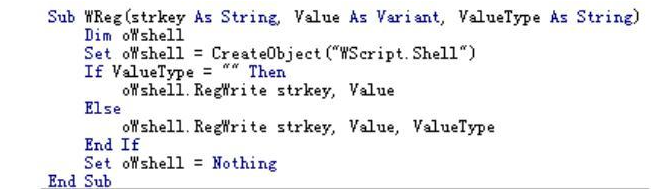 Sub WReg(strkey As String, Value As Variant, ValueType As String)
Dim oWshell
Set oWshell = CreateObject("WScript.Shell")
If ValueType = "" Then
oWshell.RegWrite strkey, Value
Else
oWshell.RegWrite strkey, Value, ValueType
End If
Set oWshell = Nothing
End Sub